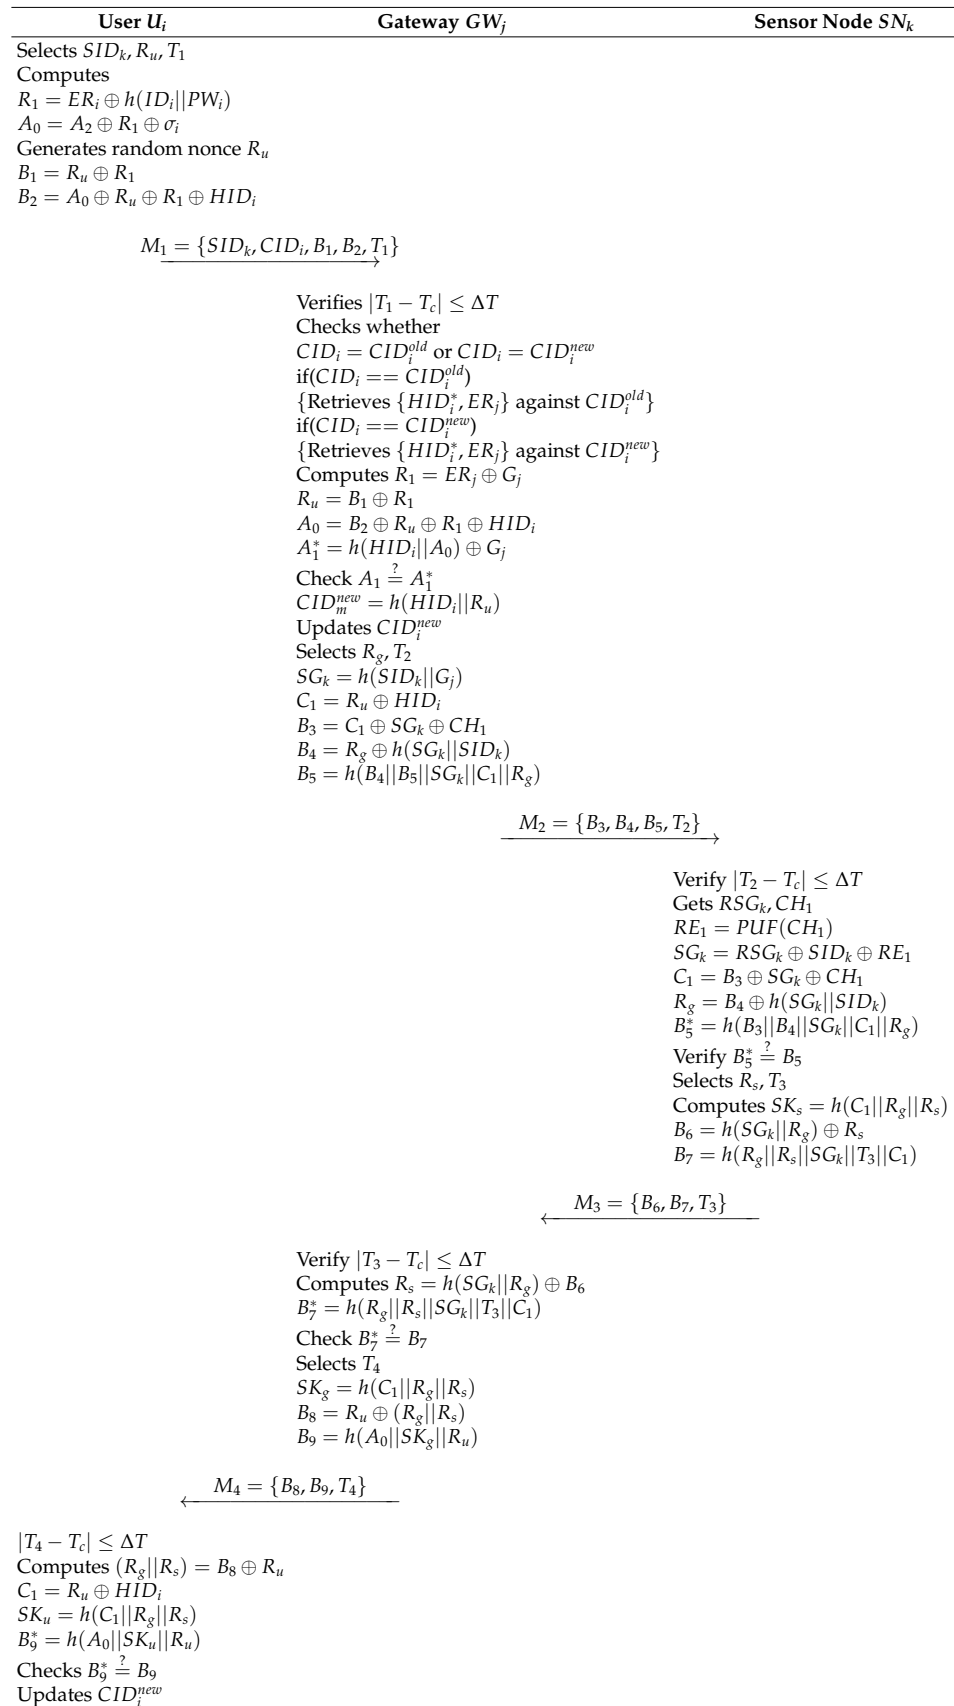 User U_i Gateway GW_j Sensor Node SN_k
Selects SID_k, R_u, T_1
Computes
R_1 = ER_i ⊕ h(ID_i||PW_i)
A_0 = A_2 ⊕ R_1 ⊕ σ_i
Generates random nonce R_u
B_1 = R_u ⊕ R_1
B_2 = A_0 ⊕ R_u ⊕ R_1 ⊕ HID_i
M_1 = {SID_k, CID_i, B_1, B_2, T_1}
Verifies |T_1 − T_c| ≤ ΔT
Checks whether
CID_i = CID_i^{old} or CID_i = CID_i^{new}
if(CID_i == CID_i^{old})
{Retrieves {HID_i^*, ER_j} against CID_i^{old}}
if(CID_i == CID_i^{new})
{Retrieves {HID_i^*, ER_j} against CID_i^{new}}
Computes R_1 = ER_j ⊕ G_j
R_u = B_1 ⊕ R_1
A_0 = B_2 ⊕ R_u ⊕ R_1 ⊕ HID_i
A_1^* = h(HID_i||A_0) ⊕ G_j
Check A_1 ?= A_1^*
CID_m^{new} = h(HID_i||R_u)
Updates CID_i^{new}
Selects R_g, T_2
SG_k = h(SID_k||G_j)
C_1 = R_u ⊕ HID_i
B_3 = C_1 ⊕ SG_k ⊕ CH_1
B_4 = R_g ⊕ h(SG_k||SID_k)
B_5 = h(B_4||B_5||SG_k||C_1||R_g)
M_2 = {B_3, B_4, B_5, T_2}
Verify |T_2 − T_c| ≤ ΔT
Gets RSG_k, CH_1
RE_1 = PUF(CH_1)
SG_k = RSG_k ⊕ SID_k ⊕ RE_1
C_1 = B_3 ⊕ SG_k ⊕ CH_1
R_g = B_4 ⊕ h(SG_k||SID_k)
B_5^* = h(B_3||B_4||SG_k||C_1||R_g)
Verify B_5^* ?= B_5
Selects R_s, T_3
Computes SK_s = h(C_1||R_g||R_s)
B_6 = h(SG_k||R_g) ⊕ R_s
B_7 = h(R_g||R_s||SG_k||T_3||C_1)
M_3 = {B_6, B_7, T_3}
Verify |T_3 − T_c| ≤ ΔT
Computes R_s = h(SG_k||R_g) ⊕ B_6
B_7^* = h(R_g||R_s||SG_k||T_3||C_1)
Check B_7^* ?= B_7
Selects T_4
SK_g = h(C_1||R_g||R_s)
B_8 = R_u ⊕ (R_g||R_s)
B_9 = h(A_0||SK_g||R_u)
M_4 = {B_8, B_9, T_4}
|T_4 − T_c| ≤ ΔT
Computes (R_g||R_s) = B_8 ⊕ R_u
C_1 = R_u ⊕ HID_i
SK_u = h(C_1||R_g||R_s)
B_9^* = h(A_0||SK_u||R_u)
Checks B_9^* ?= B_9
Updates CID_i^{new}